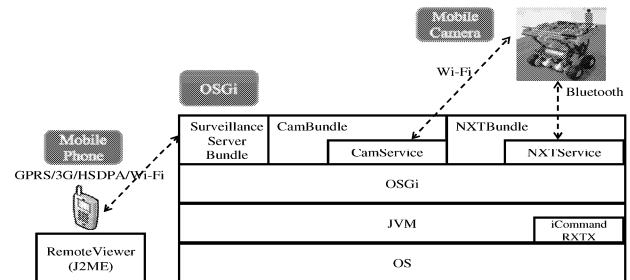 Mobile
Camera
Wi-Fi
OSGi
Bluetooth
Surveillance
Server
Bundle
CamBundle
NXTBundle
Mobile
Phone
CamService
NXTService
GPRS/3G/HSDPA/Wi-Fi
OSGi
JVM
iCommand
RXTX
RemoteViewer
(J2ME)
OS